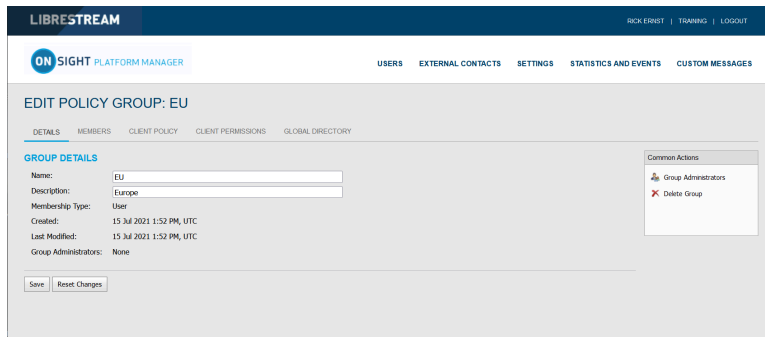 LIBRESTREAM
RICK ERNST | TRAINING | LOGOUT
ON SIGHT PLATFORM MANAGER
USERS EXTERNAL CONTACTS SETTINGS STATISTICS AND EVENTS CUSTOM MESSAGES
EDIT POLICY GROUP: EU
DETAILS MEMBERS CLIENT POLICY CLIENT PERMISSIONS GLOBAL DIRECTORY
GROUP DETAILS
Name: EU
Description: Europe
Membership Type: User
Created: 15 Jul 2021 1:52 PM, UTC
Last Modified: 15 Jul 2021 1:52 PM, UTC
Group Administrators: None
Save Reset Changes
Common Actions
Group Administrators
Delete Group